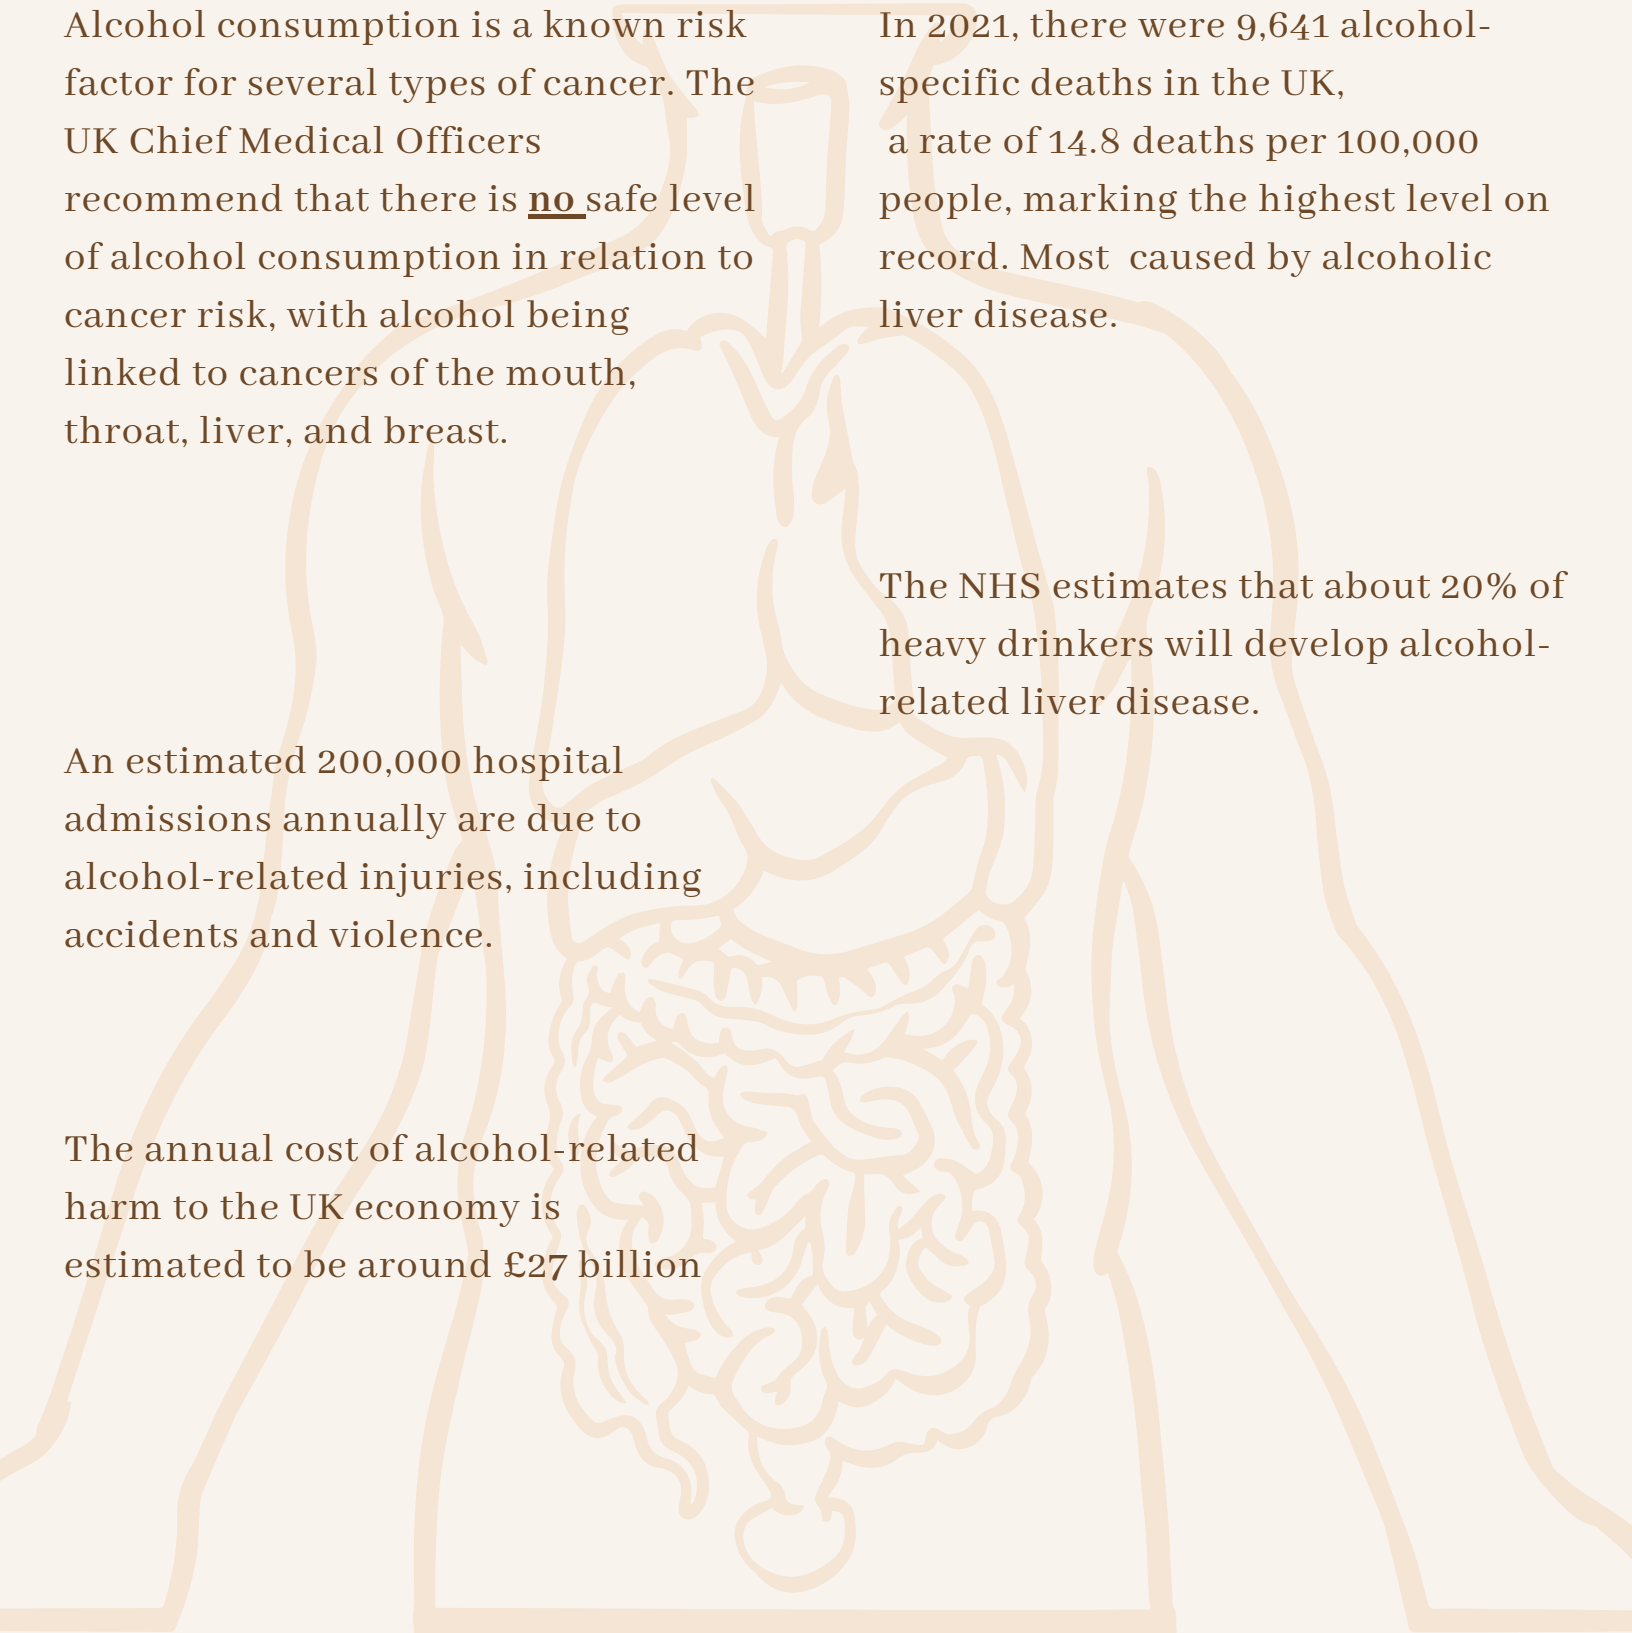 Alcohol consumption is a known risk
factor for several types of cancer. The
UK Chief Medical Officers
recommend that there is no safe level
of alcohol consumption in relation to
cancer risk, with alcohol being
linked to cancers of the mouth,
throat, liver, and breast.
An estimated 200,000 hospital
admissions annually are due to
alcohol-related injuries, including
accidents and violence.
The annual cost of alcohol-related
harm to the UK economy is
estimated to be around £27 billion
In 2021, there were 9,641 alcohol-
specific deaths in the UK,
a rate of 14.8 deaths per 100,000
people, marking the highest level on
record. Most caused by alcoholic
liver disease.
The NHS estimates that about 20% of
heavy drinkers will develop alcohol-
related liver disease.